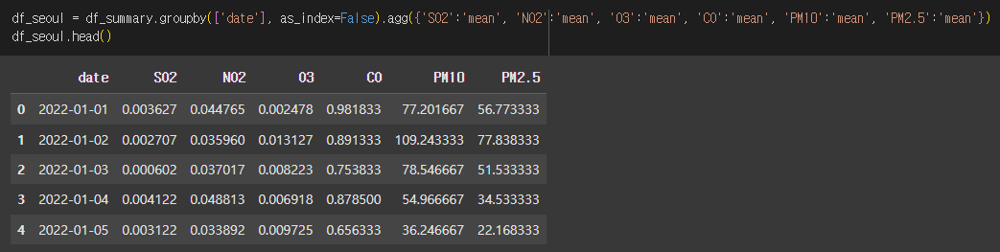 df_seoul = df_summary.groupby(['date'], as_index=False).agg({'SO2':'mean', 'NO2':'mean', 'O3':'mean', 'CO':'mean', 'PM10':'mean', 'PM2.5':'mean'})
df_seoul.head()
date SO2 NO2 O3 CO PM10 PM2.5
0 2022-01-01 0.003627 0.044765 0.002478 0.981833 77.201667 56.773333
1 2022-01-02 0.002707 0.035960 0.013127 0.891333 109.243333 77.838333
2 2022-01-03 0.000602 0.037017 0.008223 0.753833 78.546667 51.533333
3 2022-01-04 0.004122 0.048813 0.006918 0.878500 54.966667 34.533333
4 2022-01-05 0.003122 0.033892 0.009725 0.656333 36.246667 22.168333